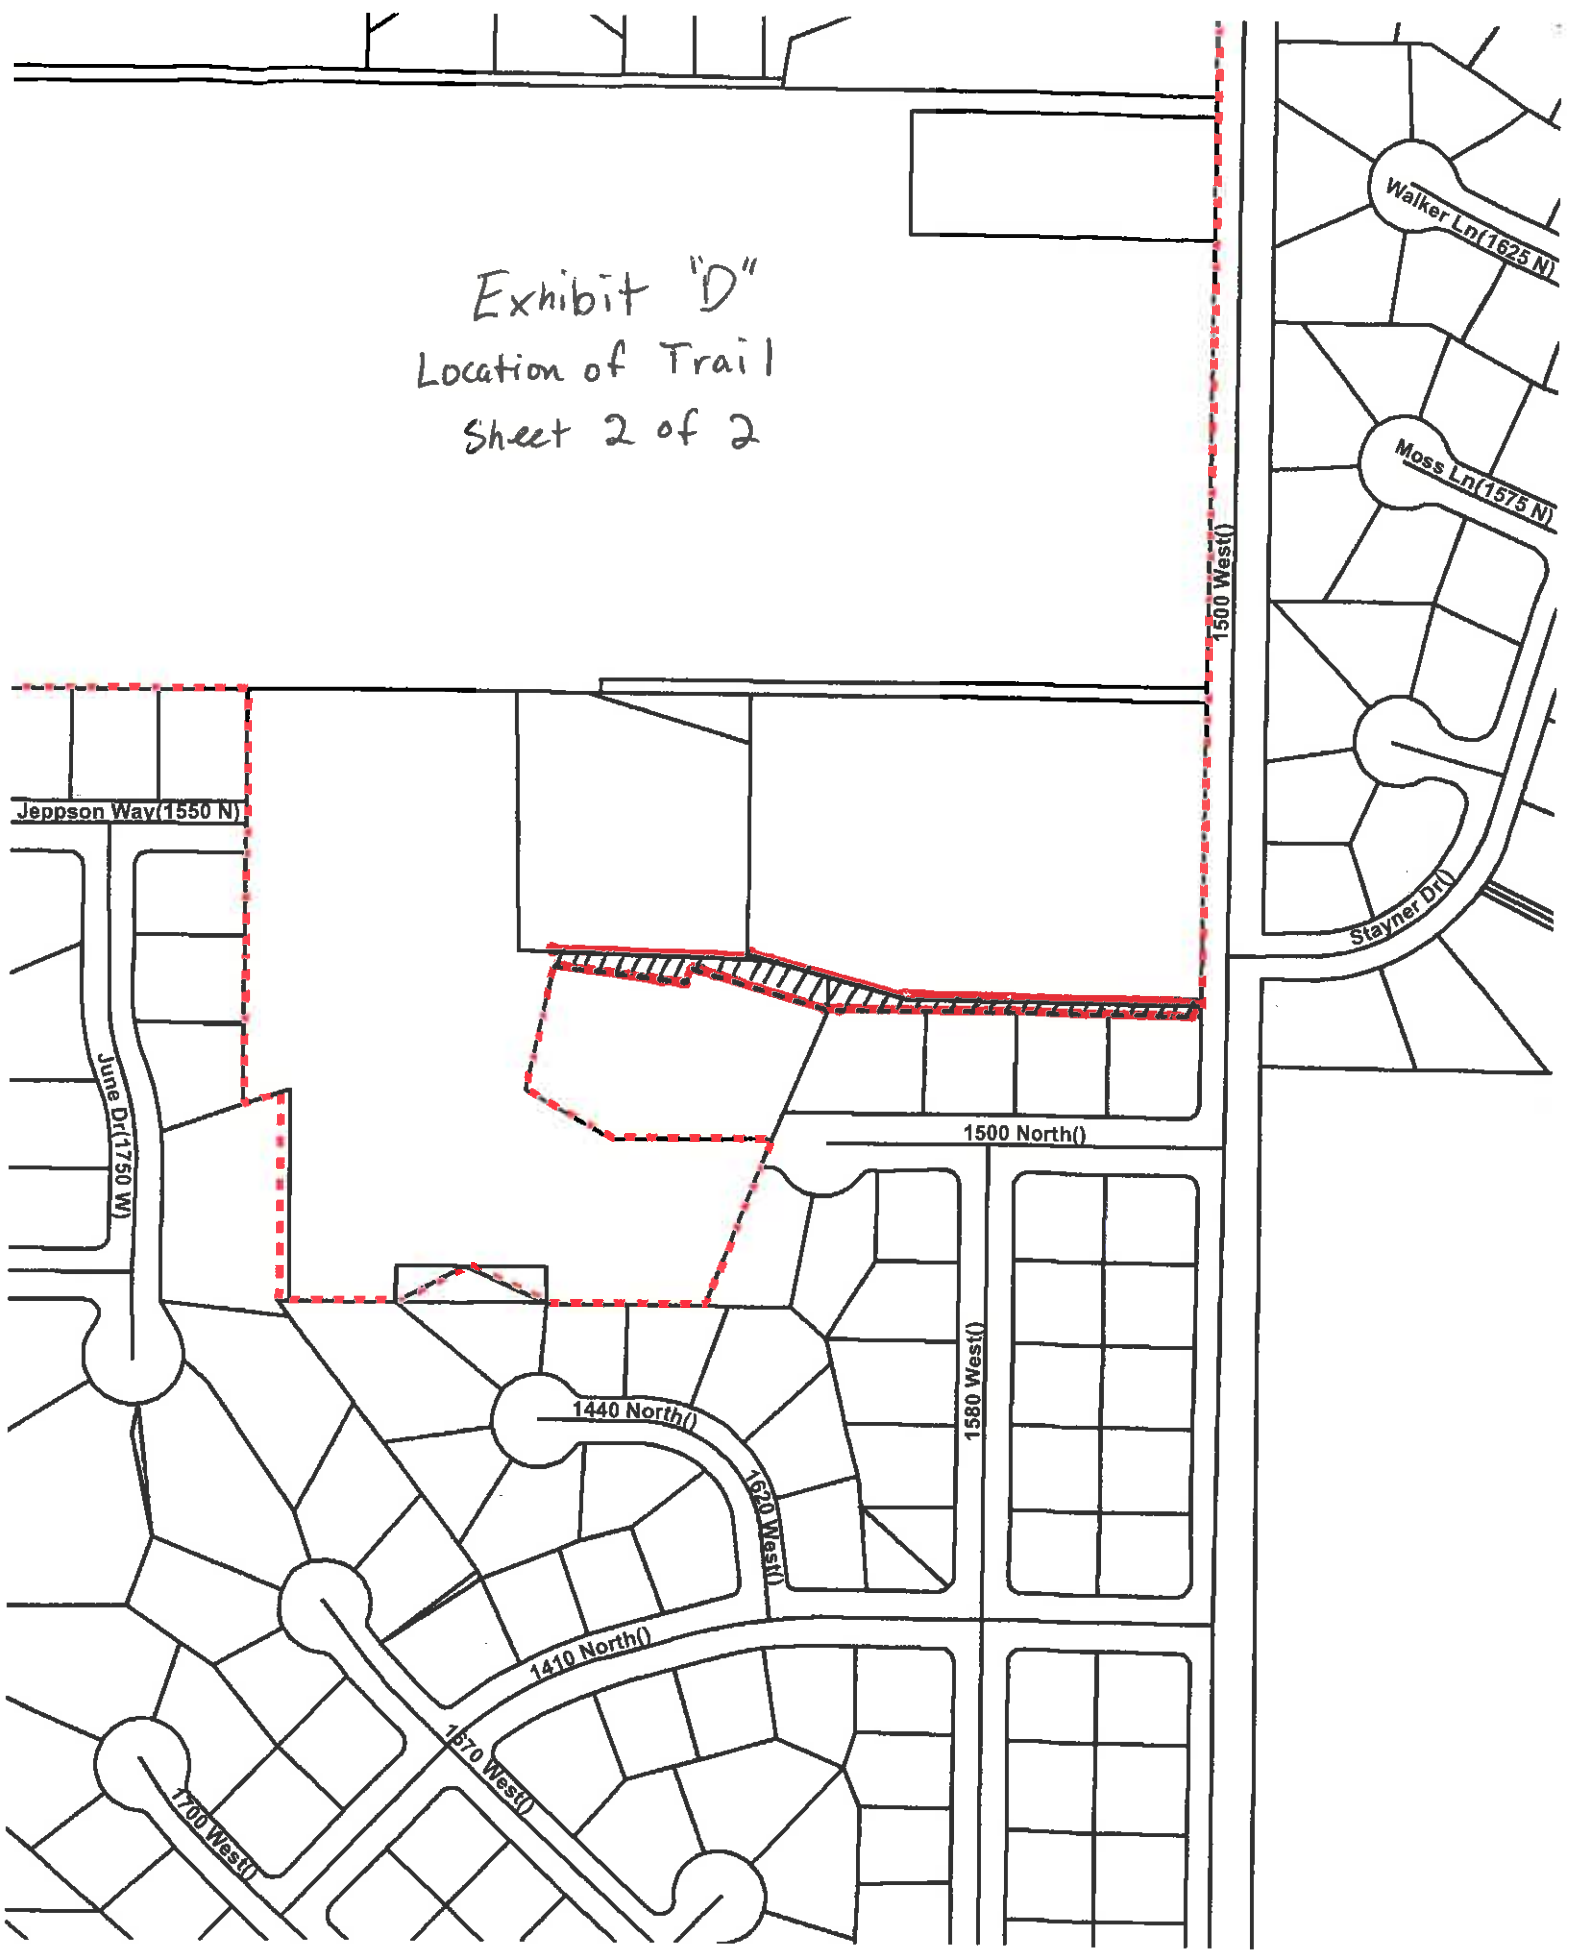 Walker Ln(1625 N)
Exhibit "D"
Location of Trail
Sheet 2 of 2
Moss Ln(1575 N)
1500 West()
Jeppson Way(1550 N)
Stayner Dr()
June Dr(1750 W)
1500 North()
1580 West()
1440 North()
1620 West()
1410 North()
1670 West()
1700 West()